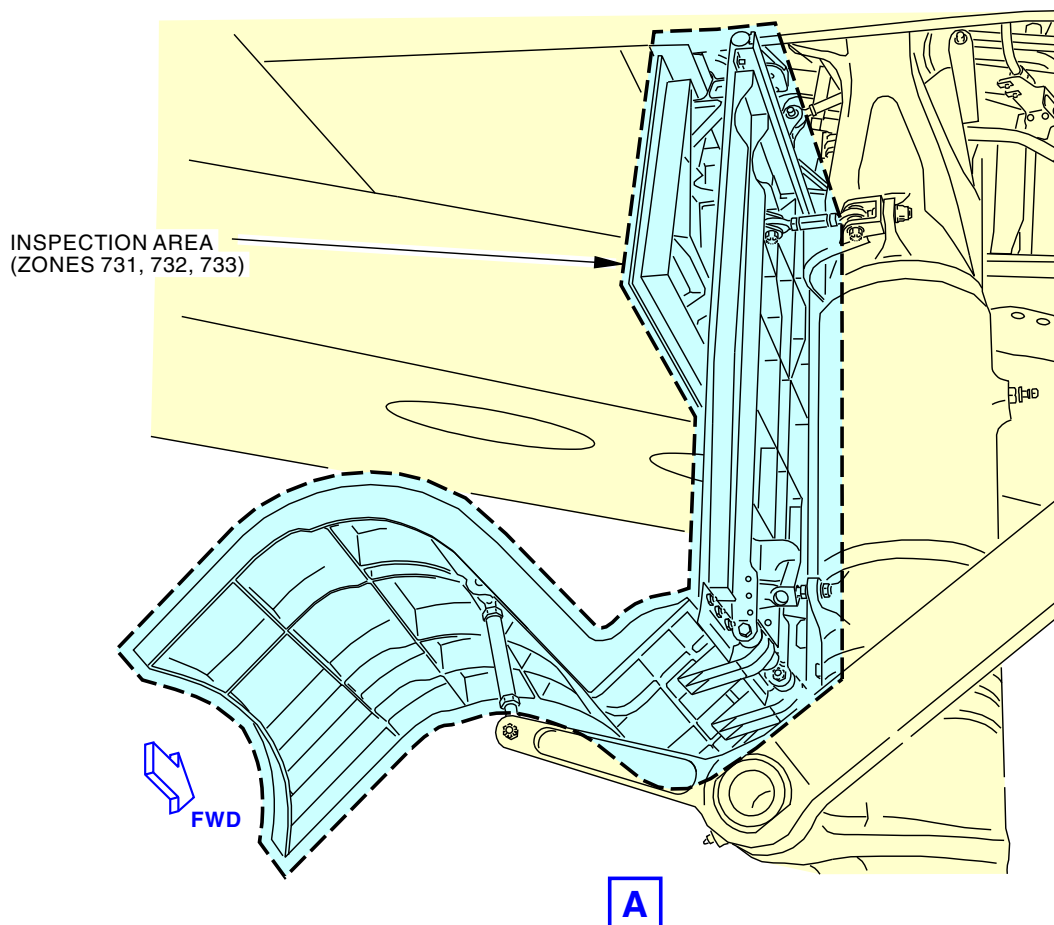 INSPECTION AREA
(ZONES 731, 732, 733)
FWD
A